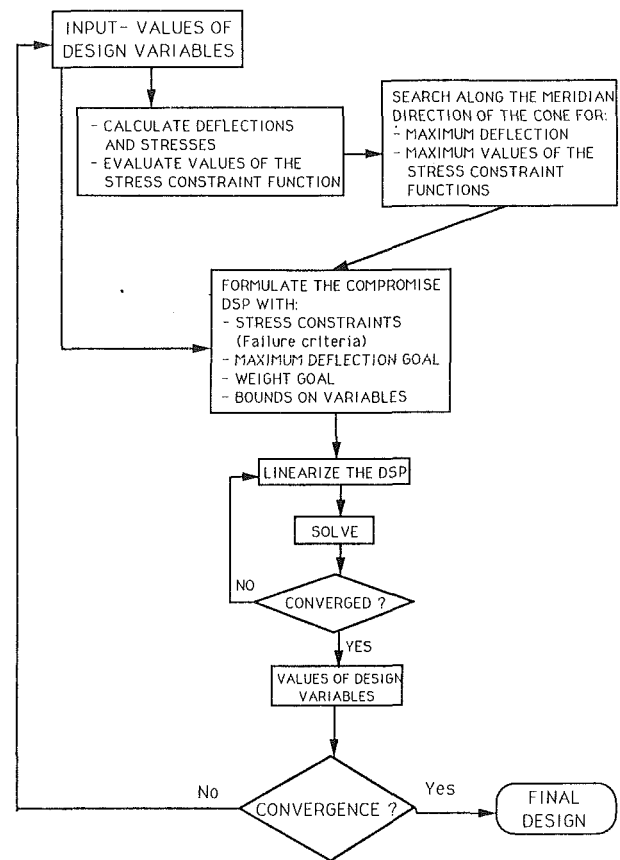 INPUT- VALUES OF
DESIGN VARIABLES
- CALCULATE DEFLECTIONS
AND STRESSES
- EVALUATE VALUES OF THE
STRESS CONSTRAINT FUNCTION
SEARCH ALONG THE MERIDIAN
DIRECTION OF THE CONE FOR:
- MAXIMUM DEFLECTION
- MAXIMUM VALUES OF THE
STRESS CONSTRAINT
FUNCTIONS
FORMULATE THE COMPROMISE
DSP WITH:
- STRESS CONSTRAINTS
(Failure criteria)
- MAXIMUM DEFLECTION GOAL
- WEIGHT GOAL
- BOUNDS ON VARIABLES
LINEARIZE THE DSP
SOLVE
NO
CONVERGED ?
YES
VALUES OF DESIGN
VARIABLES
No
CONVERGENCE ?
Yes
FINAL
DESIGN